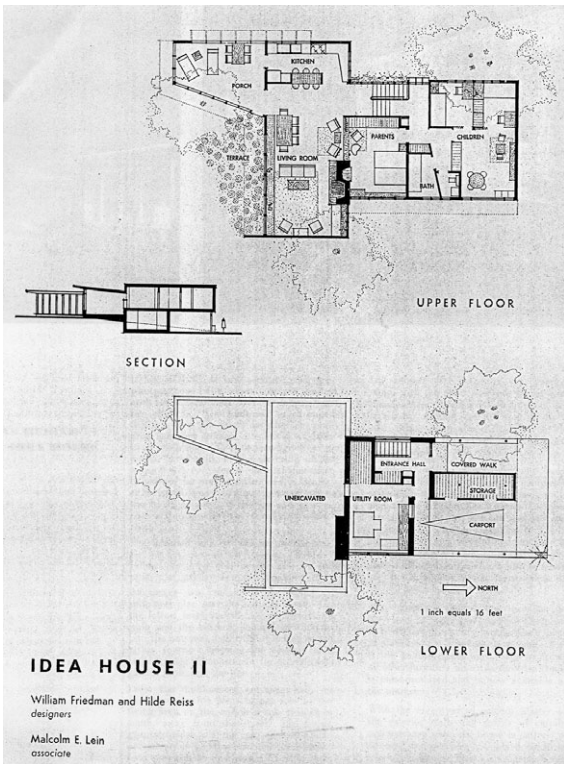 KITCHEN
PORCH
PARENTS
CHILDREN
TERRACE
LIVING ROOM
BATH
UPPER FLOOR
SECTION
ENTRANCE HALL
COVERED WALK
STORAGE
UNEXCAVATED
UTILITY ROOM
CARPORT
NORTH
1 inch equals 16 feet
LOWER FLOOR
IDEA HOUSE II
William Friedman and Hilde Reiss
designers
Malcolm E. Lein
associate